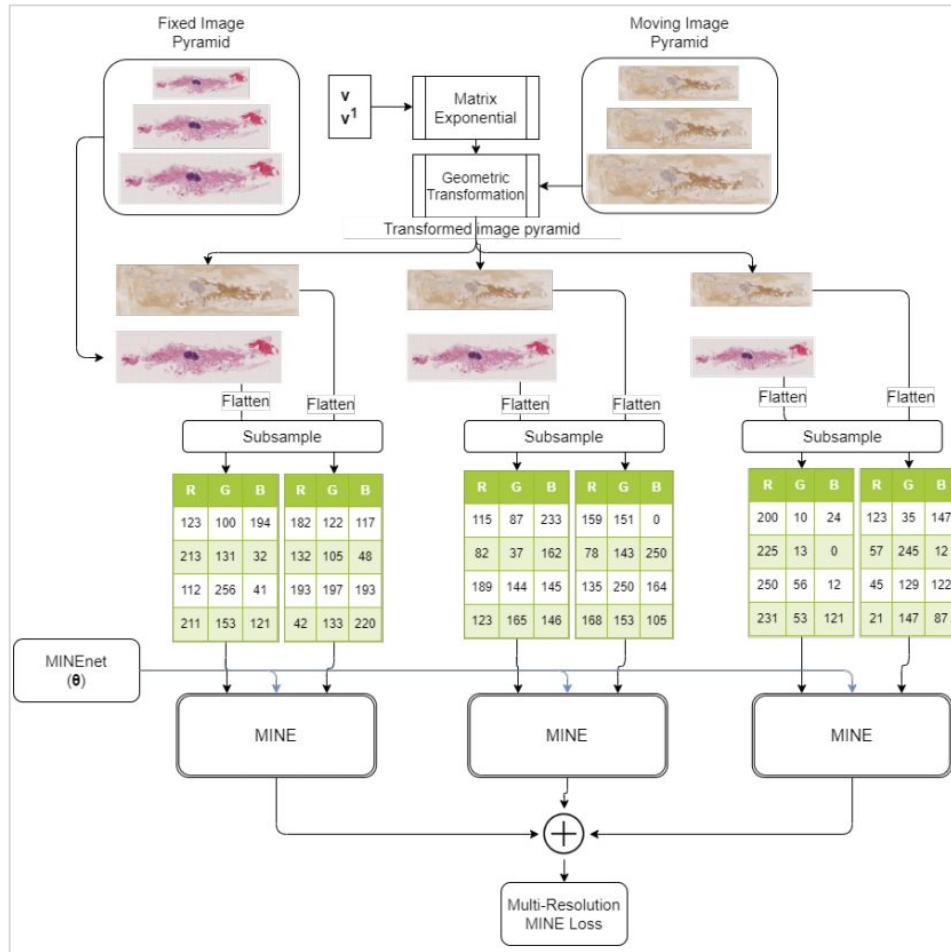 Fixed Image
Pyramid
Moving Image
Pyramid
v
v¹
Matrix
Exponential
Geometric
Transformation
Transformed image pyramid
Flatten
Flatten
Flatten
Flatten
Flatten
Flatten
Subsample
Subsample
Subsample
R G B R G B
123 100 194 182 122 117
213 131 32 132 105 48
112 256 41 193 197 193
211 153 121 42 133 220
R G B R G B
115 87 233 159 151 0
82 37 162 78 143 250
189 144 145 135 250 164
123 165 146 168 153 105
R G B R G B
200 10 24 123 35 147
225 13 0 57 245 12
250 56 12 45 129 122
231 53 121 21 147 87
MINEnet
(θ)
MINE
MINE
MINE
Multi-Resolution
MINE Loss